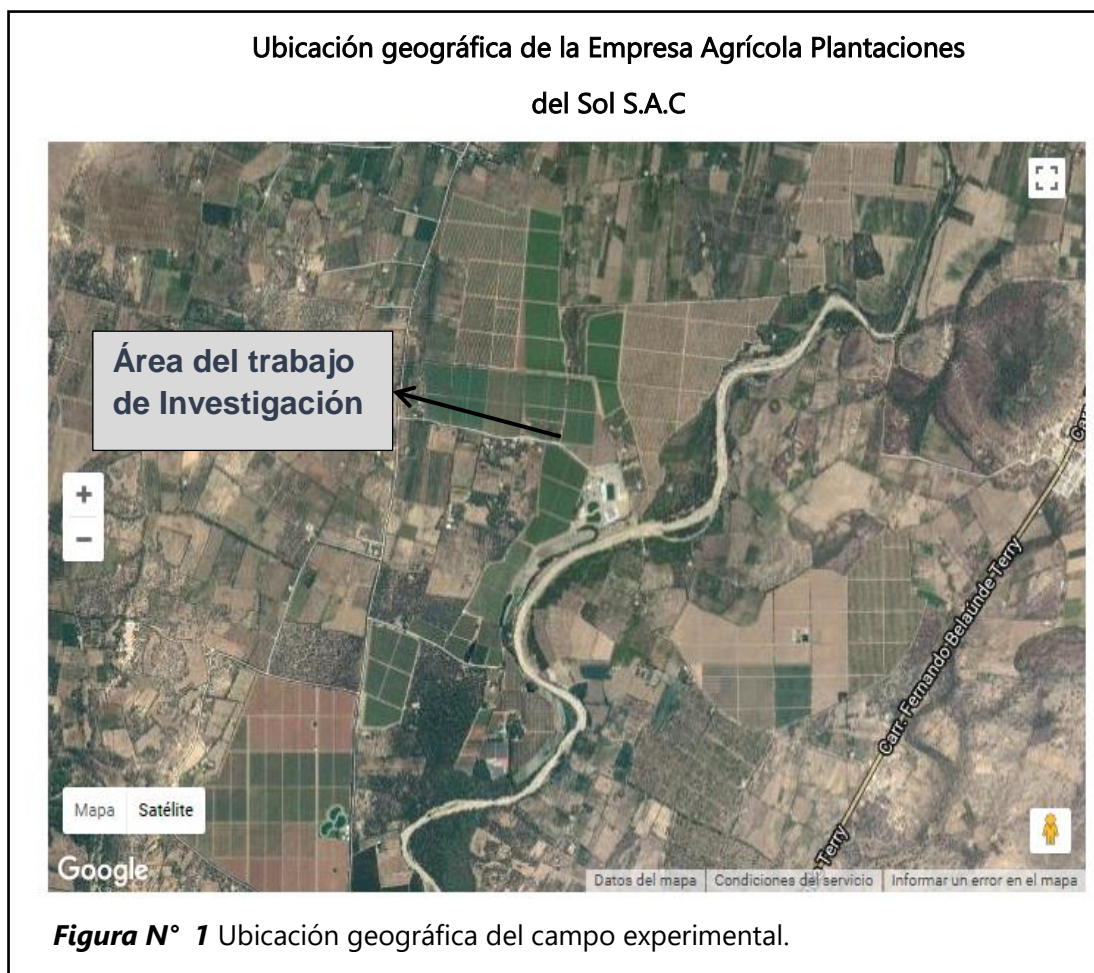 Ubicación geográfica de la Empresa Agrícola Plantaciones
del Sol S.A.C
Área del trabajo
de Investigación
+
−
Carr. Fernando Belaúnde-Terry
Mapa Satélite
Google
Datos del mapa Condiciones del servicio Informar un error en el mapa
Figura N° 1 Ubicación geográfica del campo experimental.